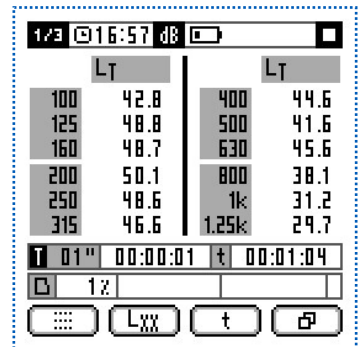 1/3 16:57 dB
LT LT
100 42.8 400 44.6
125 48.8 500 41.6
160 48.7 630 45.6
200 50.1 800 38.1
250 48.6 1k 31.2
315 46.6 1.25k 29.7
T 01" 00:00:01 t 00:01:04
1%
LXX t